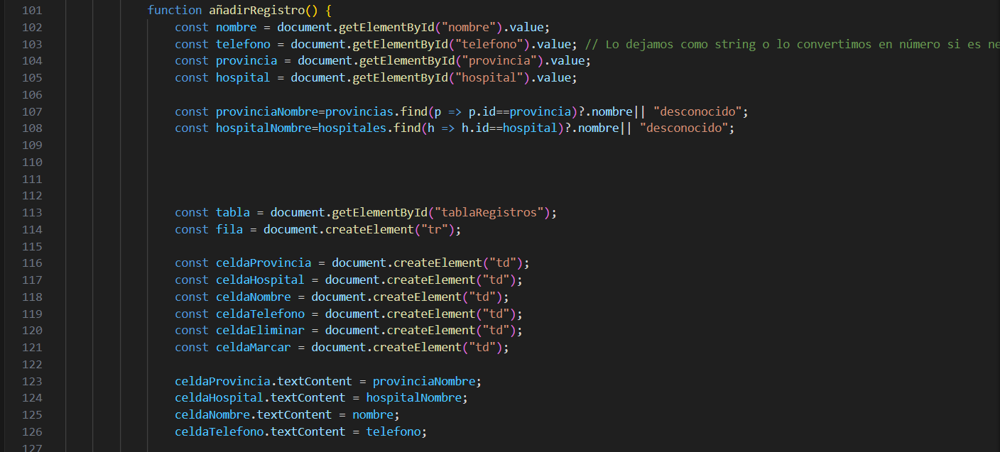 101 function añadirRegistro() {
102 const nombre = document.getElementById("nombre").value;
103 const telefono = document.getElementById("telefono").value; // Lo dejamos como string o lo convertimos en número si es
104 const provincia = document.getElementById("provincia").value;
105 const hospital = document.getElementById("hospital").value;
106
107 const provinciaNombre=provincias.find(p => p.id==provincia)?.nombre|| "desconocido";
108 const hospitalNombre=hospitales.find(h => h.id==hospital)?.nombre|| "desconocido";
109
110
111
112
113 const tabla = document.getElementById("tablaRegistros");
114 const fila = document.createElement("tr");
115
116 const celdaProvincia = document.createElement("td");
117 const celdaHospital = document.createElement("td");
118 const celdaNombre = document.createElement("td");
119 const celdaTelefono = document.createElement("td");
120 const celdaEliminar = document.createElement("td");
121 const celdaMarcar = document.createElement("td");
122
123 celdaProvincia.textContent = provinciaNombre;
124 celdaHospital.textContent = hospitalNombre;
125 celdaNombre.textContent = nombre;
126 celdaTelefono.textContent = telefono;
127